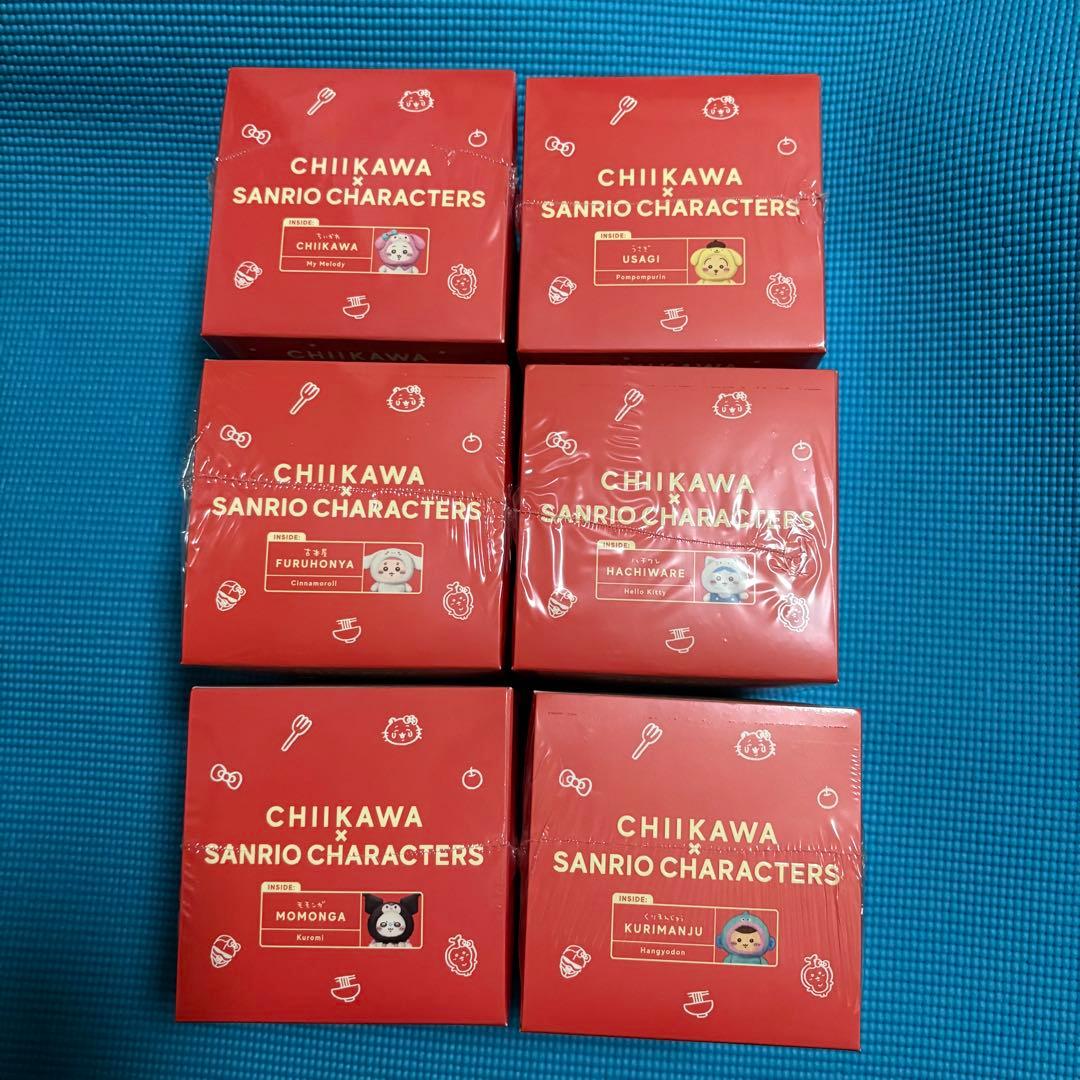 CHIIKAWA
×
SANRIO CHARACTERS
INSIDE:
ちいかわ
CHIIKAWA
My Melody
CHIIKAWA
×
SANRIO CHARACTERS
INSIDE:
うさぎ
USAGI
Pompompurin
CHIIKAWA
CHIIKAWA
CHIIKAWA
×
SANRIO CHARACTERS
INSIDE:
古本屋
FURUHONYA
Cinnamoroll
CHIIKAWA
×
SANRIO CHARACTERS
INSIDE:
ハチワレ
HACHIWARE
Hello Kitty
CHIIKAWA
×
SANRIO CHARACTERS
INSIDE:
モモンガ
MOMONGA
Kuromi
CHIIKAWA
×
SANRIO CHARACTERS
INSIDE:
くりまんじゅう
KURIMANJU
Hangyodon